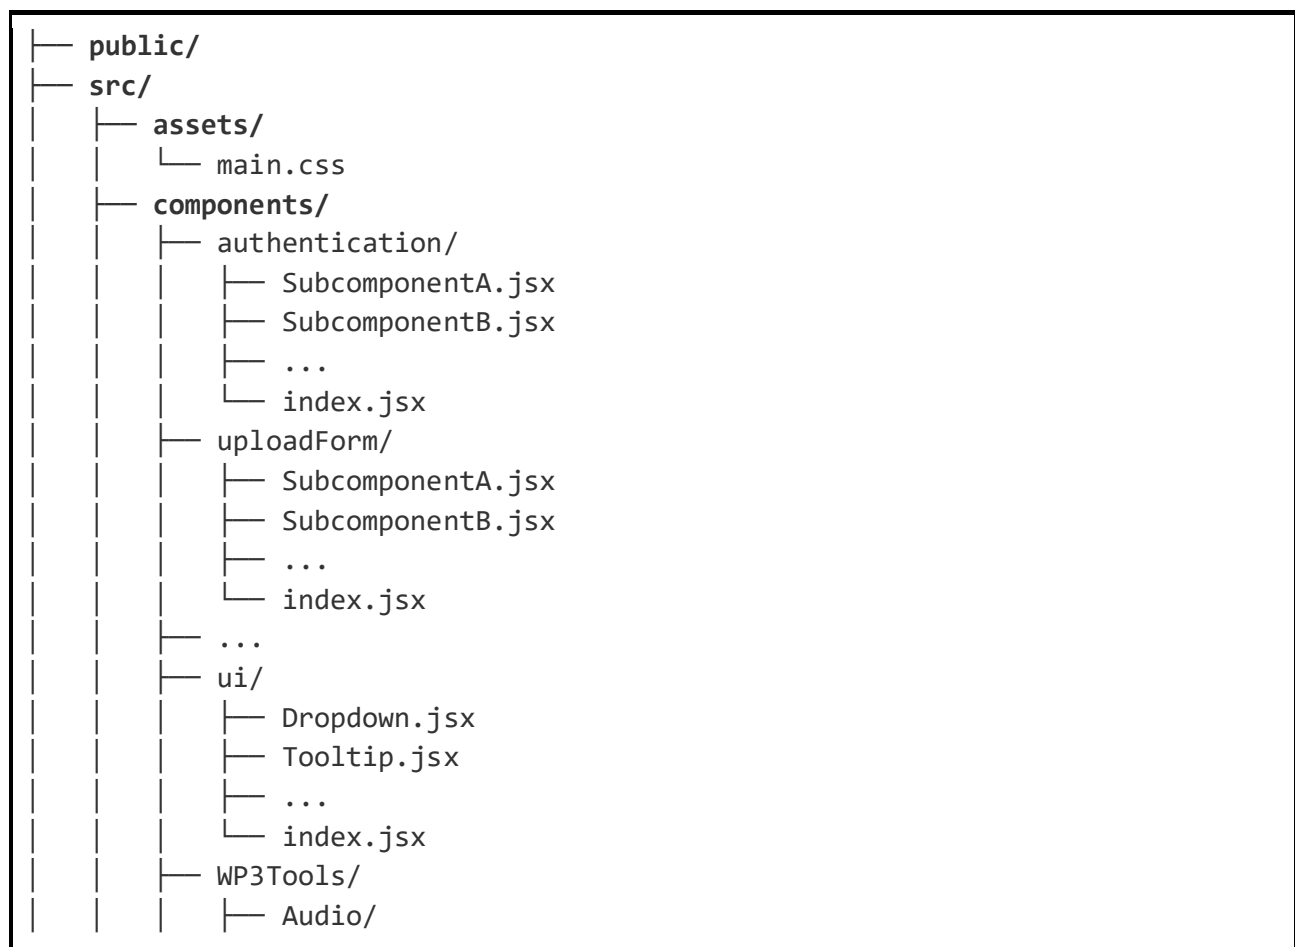 ├── public/
├── src/
│   ├── assets/
│   │   └── main.css
│   ├── components/
│   │   ├── authentication/
│   │   │   ├── SubcomponentA.jsx
│   │   │   ├── SubcomponentB.jsx
│   │   │   ├── ...
│   │   │   └── index.jsx
│   │   ├── uploadForm/
│   │   │   ├── SubcomponentA.jsx
│   │   │   ├── SubcomponentB.jsx
│   │   │   ├── ...
│   │   │   └── index.jsx
│   │   ├── ...
│   │   ├── ui/
│   │   │   ├── Dropdown.jsx
│   │   │   ├── Tooltip.jsx
│   │   │   ├── ...
│   │   │   └── index.jsx
│   │   ├── WP3Tools/
│   │   │   ├── Audio/